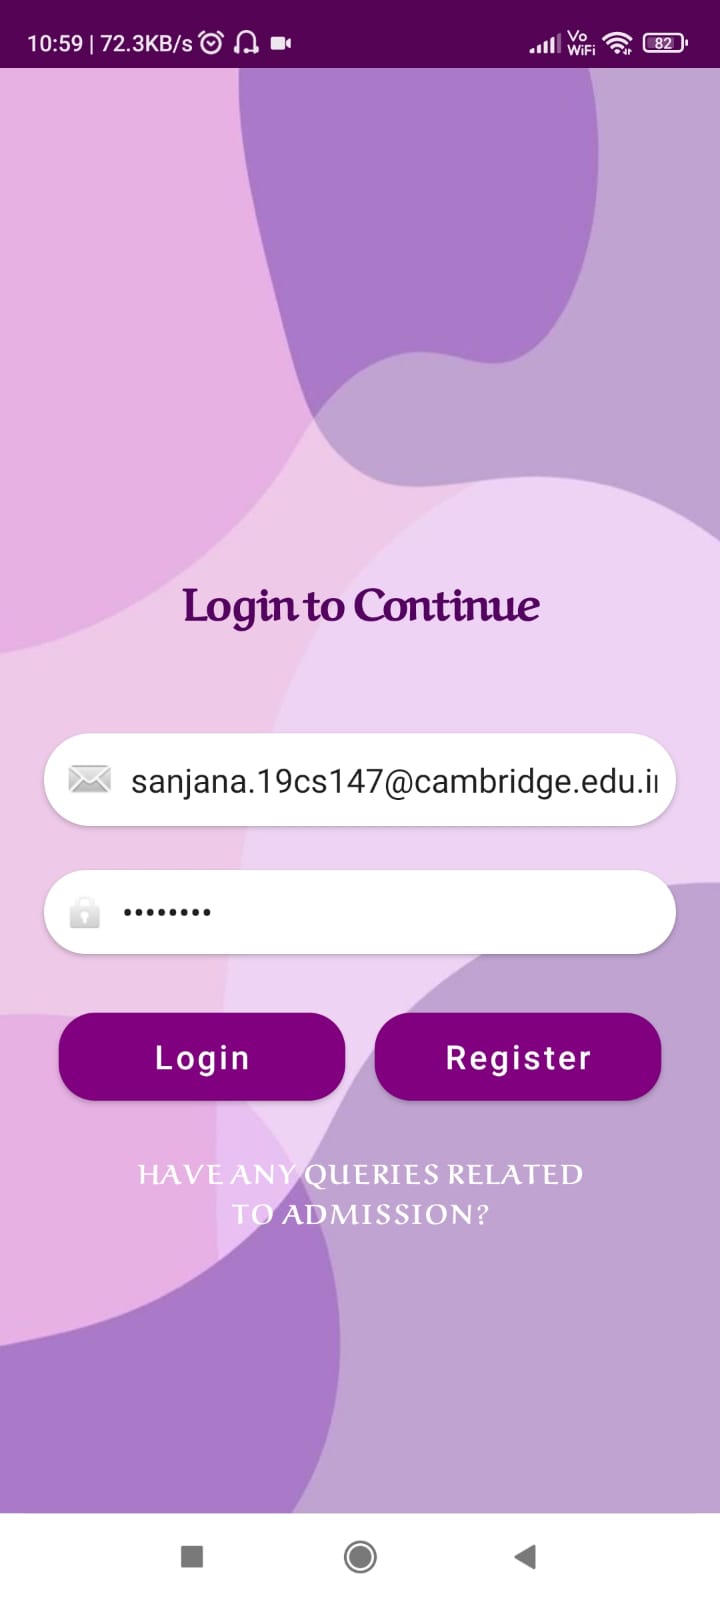 10:59 | 72.3KB/s
Vo
WiFi
82
Login to Continue
sanjana.19cs147@cambridge.edu.i
••••••••
Login
Register
HAVE ANY QUERIES RELATED
TO ADMISSION?